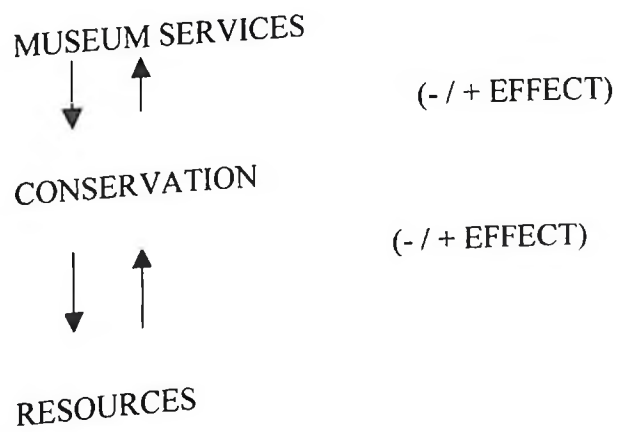 MUSEUM SERVICES
(- / + EFFECT)
CONSERVATION
(- / + EFFECT)
RESOURCES